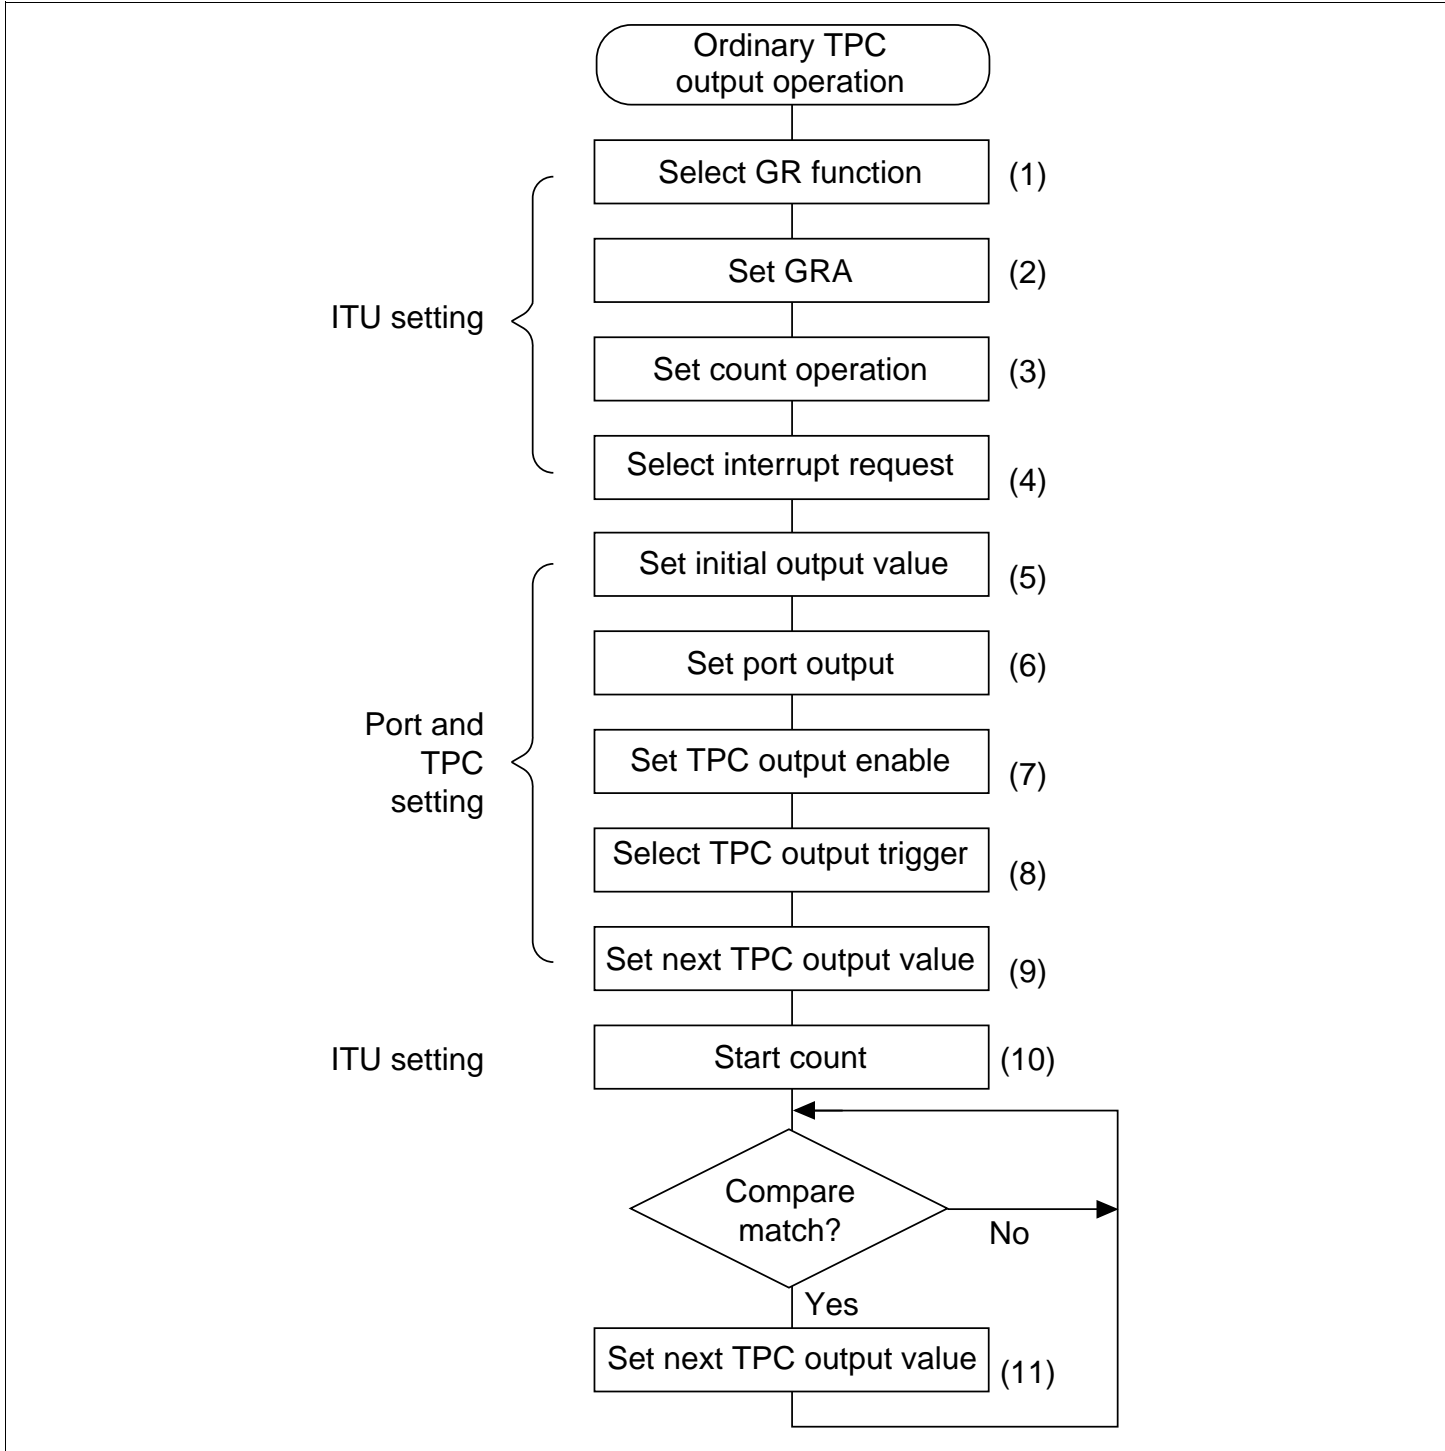 Ordinary TPC
output operation
Select GR function
(1)
Set GRA
(2)
ITU setting
Set count operation
(3)
Select interrupt request
(4)
Set initial output value
(5)
Set port output
(6)
Port and
TPC
setting
Set TPC output enable
(7)
Select TPC output trigger
(8)
Set next TPC output value
(9)
ITU setting
Start count
(10)
Compare
match?
No
Yes
Set next TPC output value
(11)